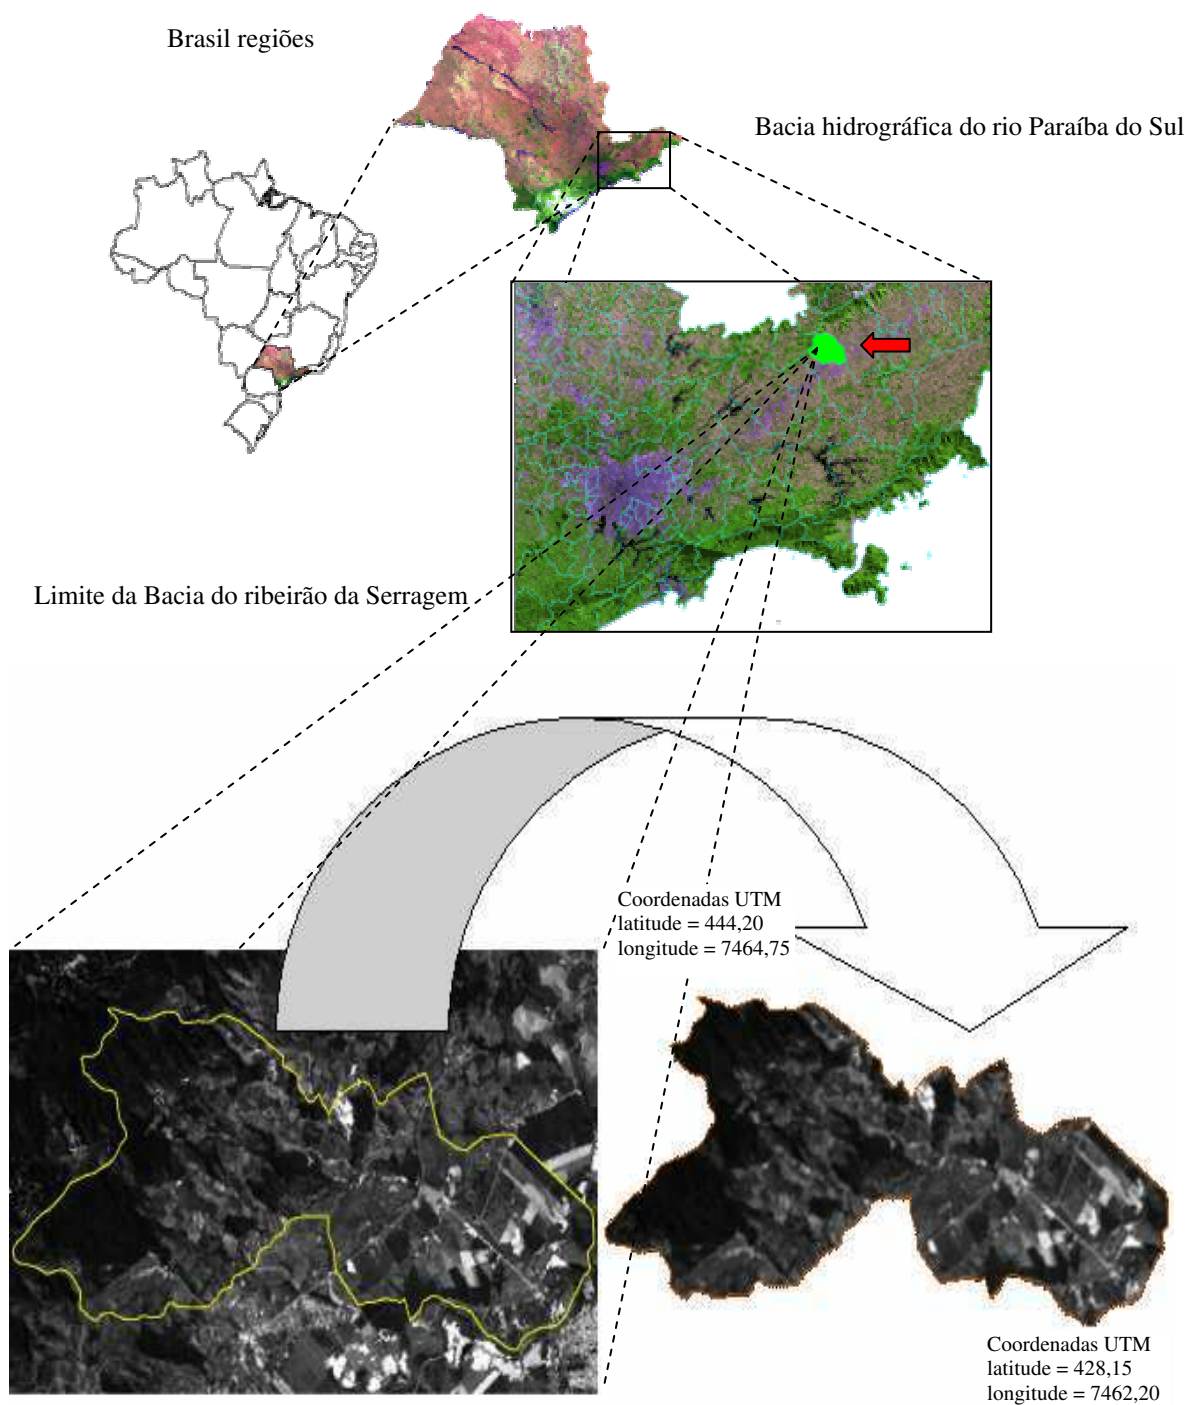 Brasil regiões
Bacia hidrográfica do rio Paraíba do Sul
Limite da Bacia do ribeirão da Serragem
Coordenadas UTM
latitude = 444,20
longitude = 7464,75
Coordenadas UTM
latitude = 428,15
longitude = 7462,20